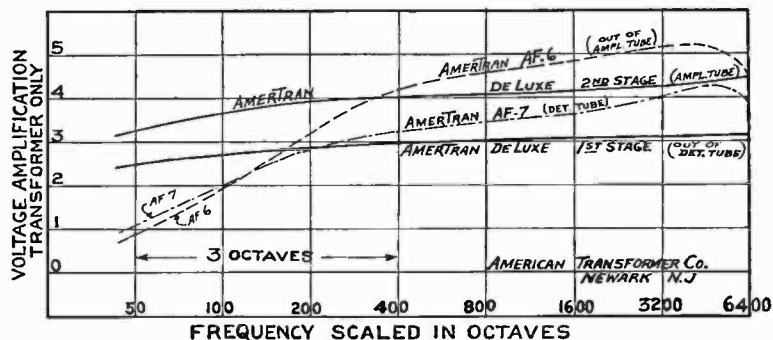 VOLTAGE AMPLIFICATION
TRANSFORMER ONLY
5
4
3
2
1
0
AMERTRAN AF.6
(OUT OF
AMPL. TUBE)
AMERTRAN
DE LUXE
2ND STAGE
(AMPL. TUBE)
AMERTRAN
AF-7
(DET. TUBE)
AMERTRAN
DE LUXE
1ST STAGE
(OUT OF
DET. TUBE)
AF-7
AF6
3 OCTAVES
AMERICAN TRANSFORMER CO.
NEWARK N.J
50
100
200
400
800
1600
3200
6400
FREQUENCY SCALED IN OCTAVES